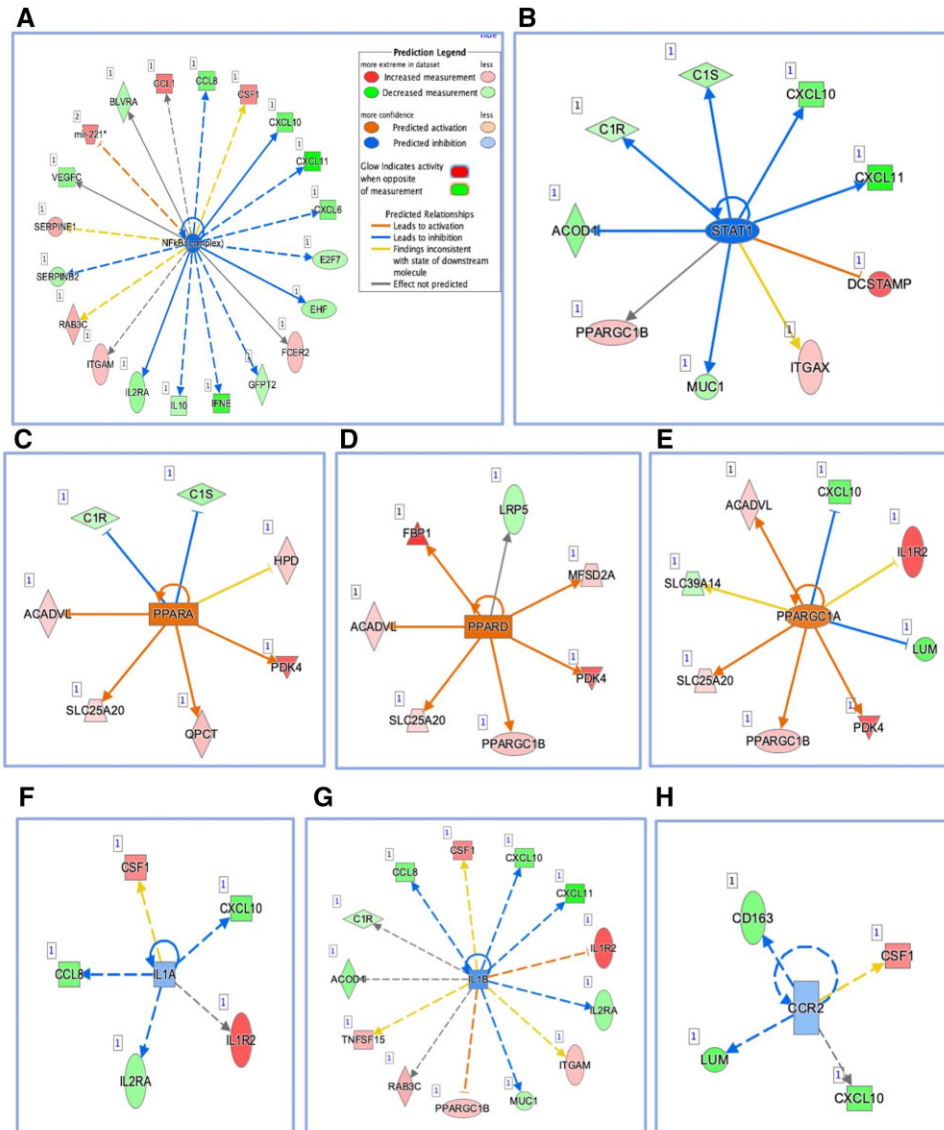 A
Prediction Legend
more extreme in dataset less
Increased measurement
Decreased measurement
more confidence less
Predicted activation
Predicted inhibition
Glow Indicates activity
when opposite
of measurement
Predicted Relationships
Leads to activation
Leads to inhibition
Findings inconsistent
with state of downstream
molecule
Effect not predicted
1
CCL1
1
CCL8
1
CSF1
1
CXCL10
1
CXCL11
1
CXCL6
1
E2F7
1
EHF
1
FCER2
1
GFPT2
1
IFNE
1
IL10
1
IL2RA
1
ITGAM
1
RAB3C
1
SERPINB2
1
SERPINE1
1
VEGFC
2
mir-221*
1
BLVRA
NFkB(complex)
B
1
C1S
1
CXCL10
1
C1R
1
CXCL11
1
ACOD1
STAT1
1
DCSTAMP
1
PPARGC1B
1
ITGAX
1
MUC1
C
1
C1S
1
C1R
1
HPD
1
ACADVL
PPARA
1
PDK4
1
SLC25A20
1
QPCT
D
1
LRP5
1
FBP1
1
MFSD2A
1
ACADVL
PPARD
1
PDK4
1
SLC25A20
1
PPARGC1B
E
1
ACADVL
1
CXCL10
1
IL1R2
1
SLC39A14
PPARGC1A
1
LUM
1
SLC25A20
1
PPARGC1B
1
PDK4
F
1
CSF1
1
CXCL10
1
CCL8
IL1A
1
IL1R2
1
IL2RA
G
1
CSF1
1
CXCL10
1
CCL8
1
CXCL11
1
C1R
1
IL1R2
1
ACOD1
IL1B
1
IL2RA
1
TNFSF15
1
ITGAM
1
RAB3C
1
PPARGC1B
1
MUC1
H
1
CD163
1
CSF1
CCR2
1
LUM
1
CXCL10